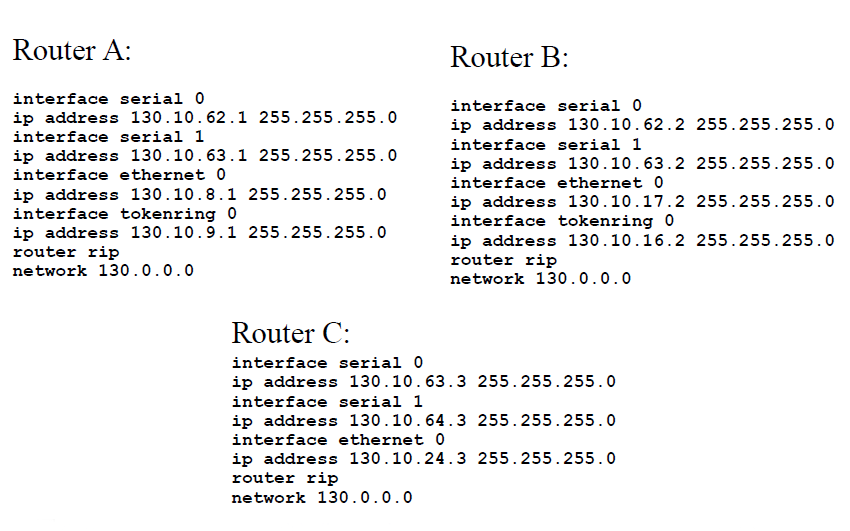 Router A:
interface serial 0
ip address 130.10.62.1 255.255.255.0
interface serial 1
ip address 130.10.63.1 255.255.255.0
interface ethernet 0
ip address 130.10.8.1 255.255.255.0
interface tokenring 0
ip address 130.10.9.1 255.255.255.0
router rip
network 130.0.0.0
Router B:
interface serial 0
ip address 130.10.62.2 255.255.255.0
interface serial 1
ip address 130.10.63.2 255.255.255.0
interface ethernet 0
ip address 130.10.17.2 255.255.255.0
interface tokenring 0
ip address 130.10.16.2 255.255.255.0
router rip
network 130.0.0.0
Router C:
interface serial 0
ip address 130.10.63.3 255.255.255.0
interface serial 1
ip address 130.10.64.3 255.255.255.0
interface ethernet 0
ip address 130.10.24.3 255.255.255.0
router rip
network 130.0.0.0